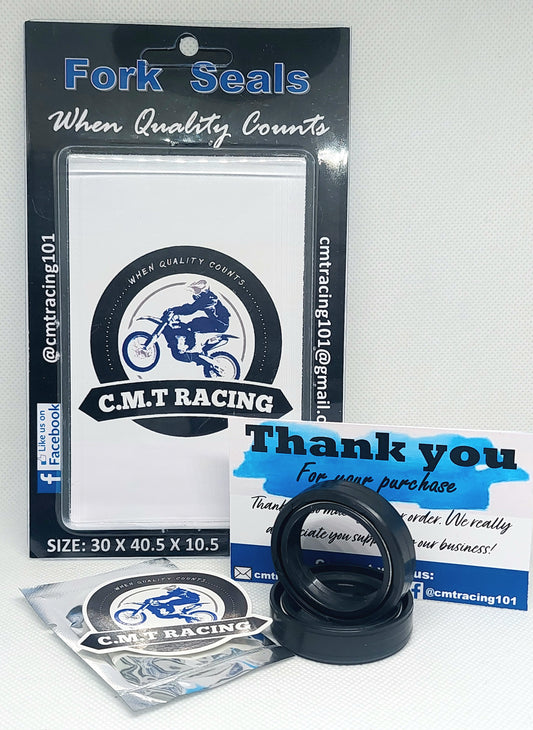 Fork Seals
When Quality Counts
@cmtracing101
Like us on
Facebook
cmtracing101@gmail.c
WHEN QUALITY COUNTS
C.M.T RACING
SIZE: 30 X 40.5 X 10.5
Thank you
For your purchase
order. We really
you our business!
us:
cmt
@cmtracing101
WHEN QUALITY COUNTS
C.M.T RACING